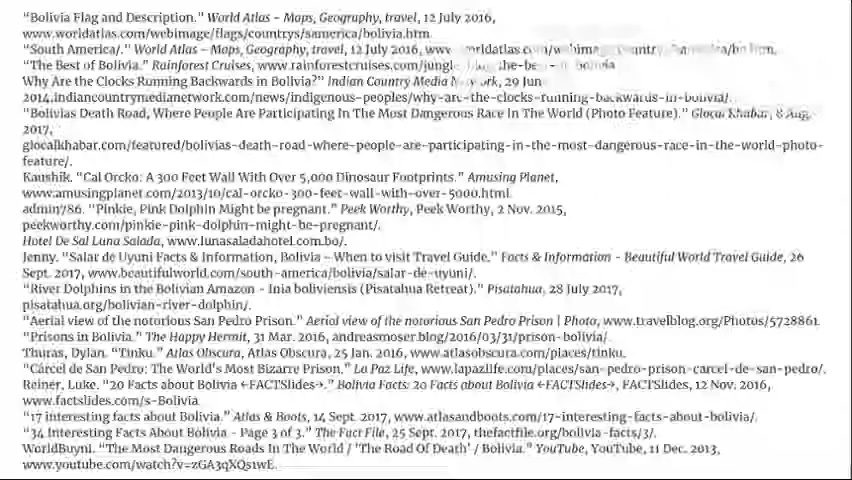 "Bolivia Flag and Description." World Atlas - Maps, Geography, travel, 12 July 2016,
www.worldatlas.com/webimage/flags/countrys/samerica/bolivia.htm.
"South America/." World Atlas - Maps, Geography, travel, 12 July 2016,
"The Best of Bolivia." Rainforest Cruises,
Why Are the Clocks Running Backwards in Bolivia?" Indian Country Media 29 Jun
2014,indiancountrymedianetwork.com/news/indigenous-peoples/why-are-the-clocks-running-backwards-in-bolivia/.
"Bolivias Death Road, Where People Are Participating In The Most Dangerous Race In The World (Photo Feature)." Glocal Khabar, 8 Aug.
2017,
glocalkhabar.com/featured/bolivias-death-road-where-people-are-participating-in-the-most-dangerous-race-in-the-world-photo-
feature/.
Kaushik. "Cal Orcko: A 300 Feet Wall With Over 5,000 Dinosaur Footprints." Amusing Planet,
www.amusingplanet.com/2013/10/cal-orcko-300-feet-wall-with-over-5000.html.
admin786. "Pinkie, Pink Dolphin Might be pregnant." Peek Worthy, Peek Worthy, 2 Nov. 2015,
peekworthy.com/pinkie-pink-dolphin-might-be-pregnant/.
Hotel De Sal Luna Salada, www.lunasaladahotel.com.bo/.
Jenny. "Salar de Uyuni Facts & Information, Bolivia – When to visit Travel Guide." Facts & Information - Beautiful World Travel Guide, 26
Sept. 2017, www.beautifulworld.com/south-america/bolivia/salar-de-uyuni/.
"River Dolphins in the Bolivian Amazon - Inia boliviensis (Pisatahua Retreat)." Pisatahua, 28 July 2017,
pisatahua.org/bolivian-river-dolphin/.
"Aerial view of the notorious San Pedro Prison." Aerial view of the notorious San Pedro Prison | Photo, www.travelblog.org/Photos/5728861.
"Prisons in Bolivia." The Happy Hermit, 31 Mar. 2016, andreasmoser.blog/2016/03/31/prison-bolivia/.
Thuras, Dylan. "Tinku." Atlas Obscura, Atlas Obscura, 25 Jan. 2016, www.atlasobscura.com/places/tinku.
"Cárcel de San Pedro: The World's Most Bizarre Prison." La Paz Life, www.lapazlife.com/places/san-pedro-prison-carcel-de-san-pedro/.
Reiner, Luke. "20 Facts about Bolivia ←FACTSlides→." Bolivia Facts: 20 Facts about Bolivia ←FACTSlides→, FACTSlides, 12 Nov. 2016,
www.factslides.com/s-Bolivia.
"17 interesting facts about Bolivia." Atlas & Boots, 14 Sept. 2017, www.atlasandboots.com/17-interesting-facts-about-bolivia/.
"34 Interesting Facts About Bolivia - Page 3 of 3." The Fact File, 25 Sept. 2017, thefactfile.org/bolivia-facts/3/.
WorldBuyni. "The Most Dangerous Roads In The World / 'The Road Of Death' / Bolivia." YouTube, YouTube, 11 Dec. 2013,
www.youtube.com/watch?v=zGA3qXQs1wE.